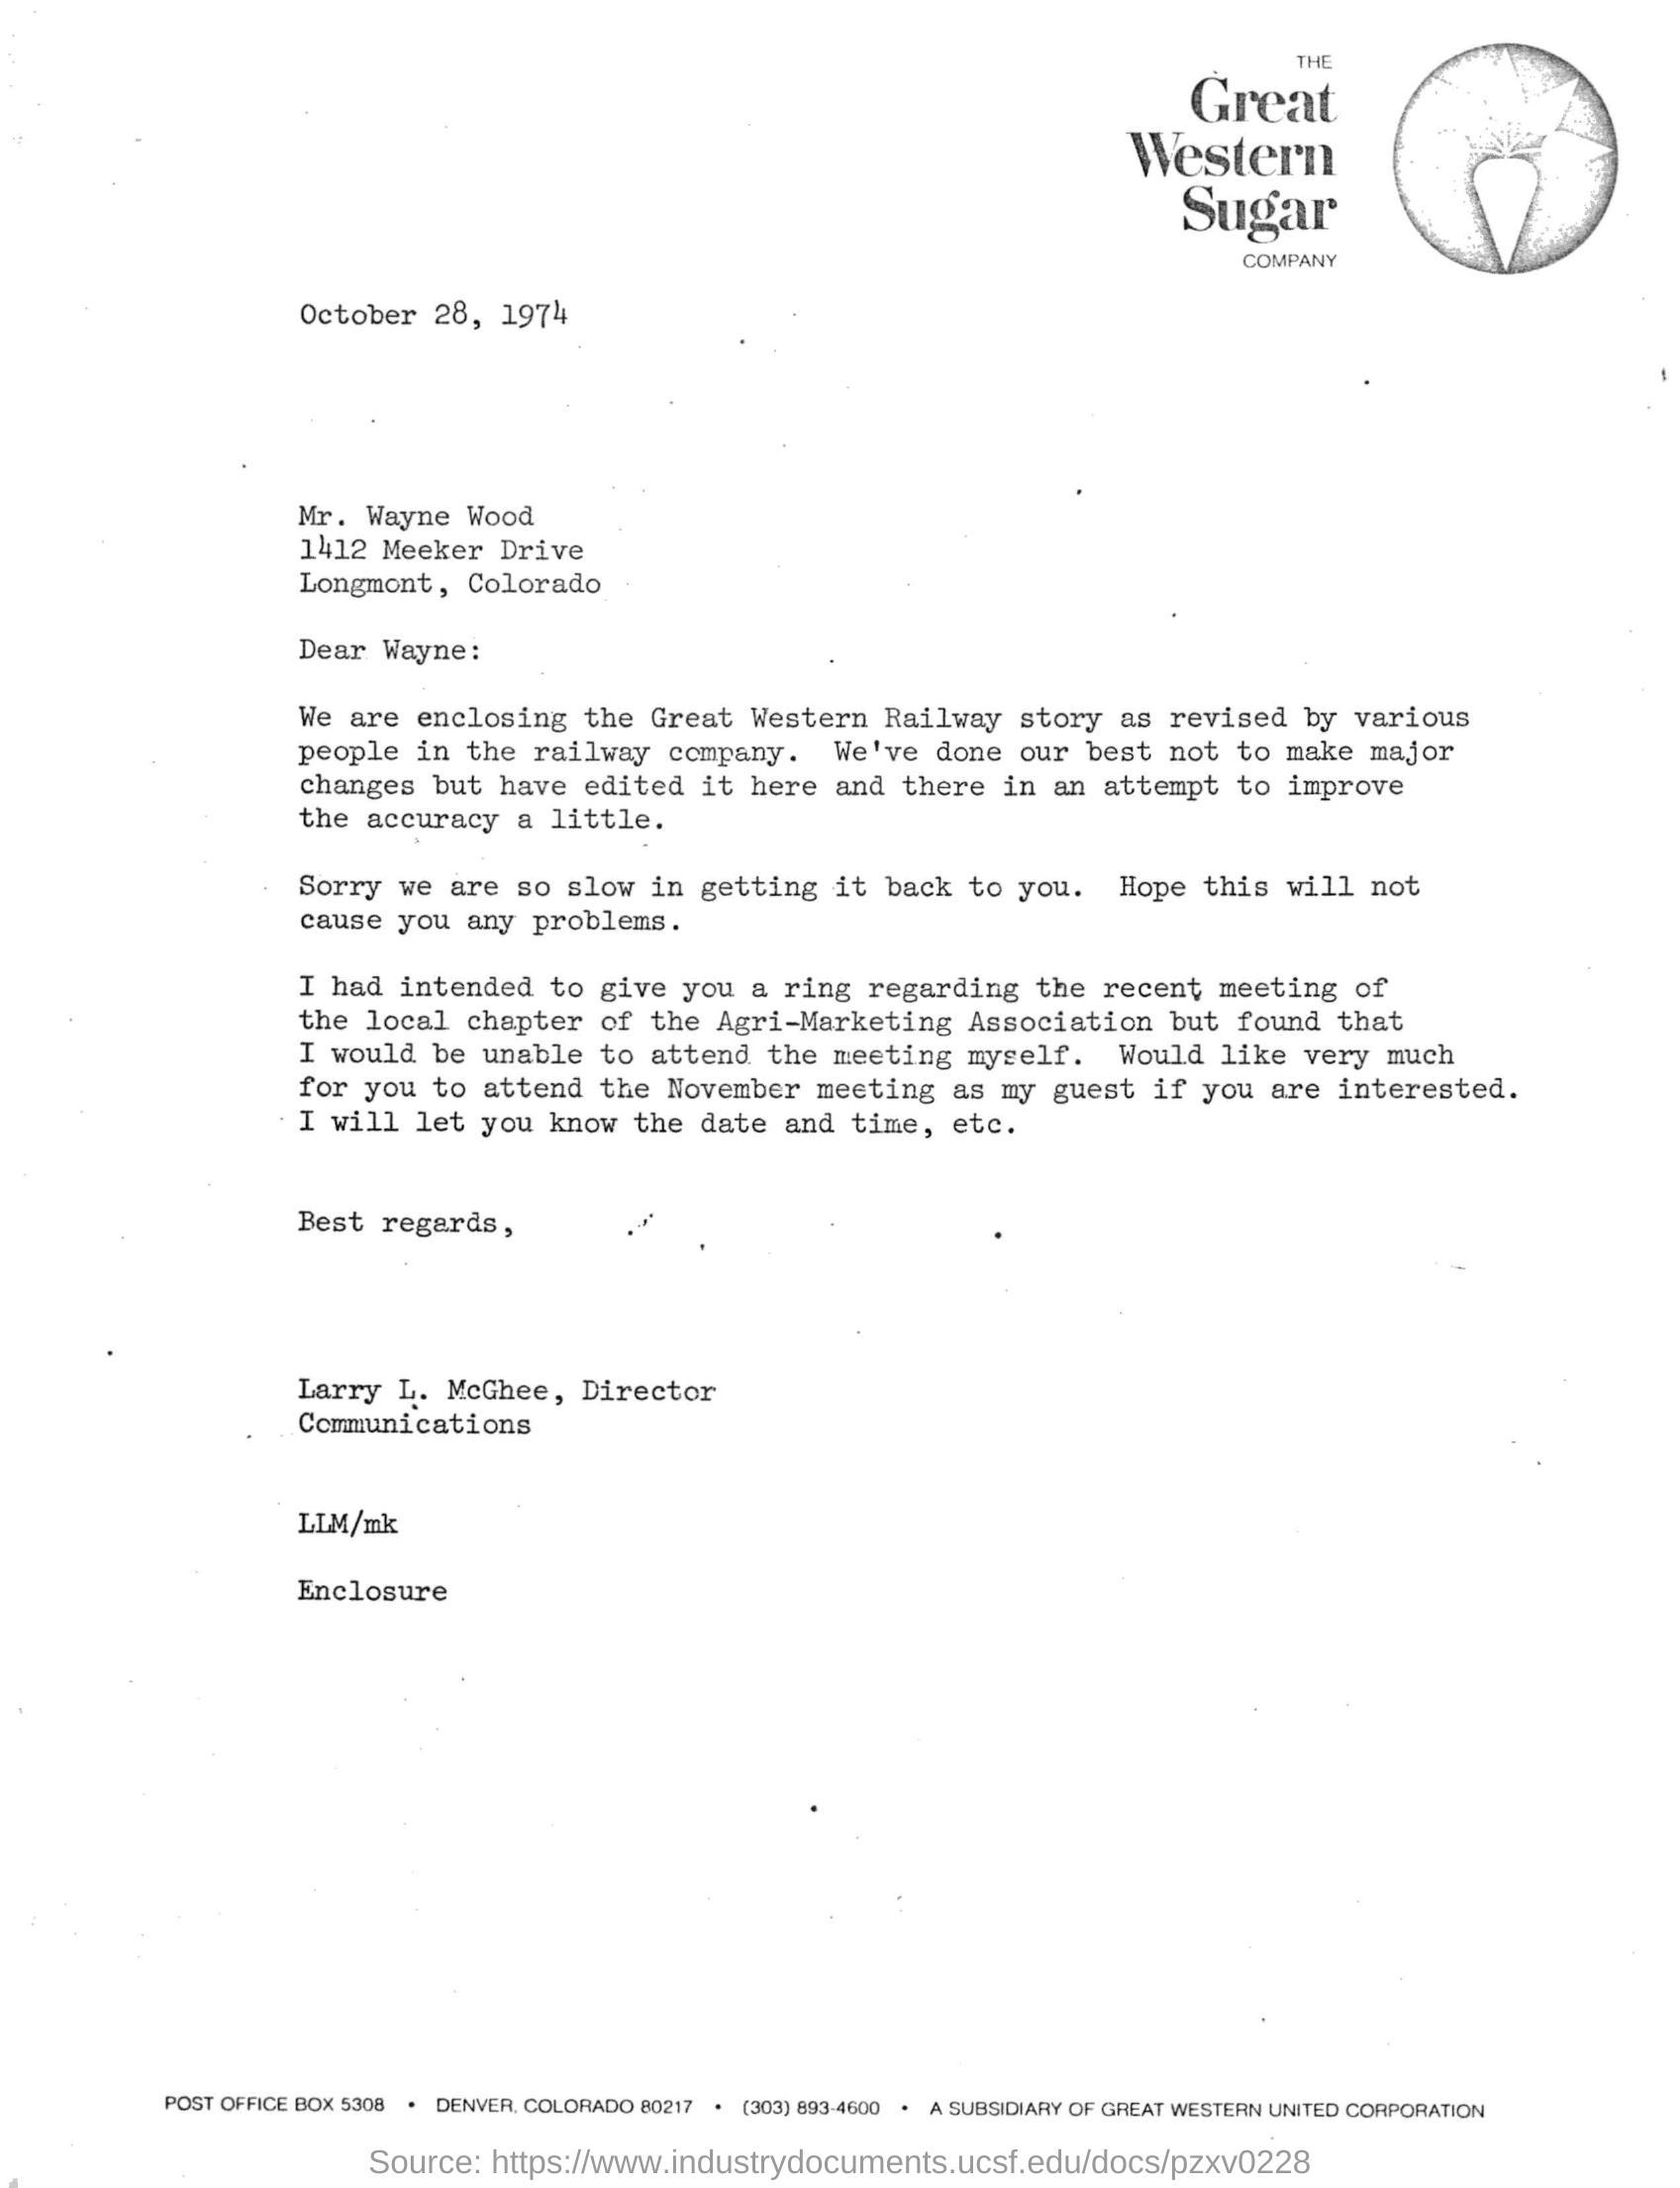 THE
Great
Western
Sugar
COMPANY
October 28, 1974
Mr. Wayne Wood
1412 Meeker Drive
Longmont, Colorado
Dear Wayne:
We are enclosing the Great Western Railway story as revised by various
people in the railway company. We've done our best not to make major
changes but have edited it here and there in an attempt to improve
the accuracy a little.
Sorry we are so slow in getting it back to you. Hope this will not
cause you any problems.
I had intended to give you a ring regarding the recent meeting of
the local chapter of the Agri-Marketing Association but found that
I would be unable to attend the meeting myself. Would like very much
for you to attend the November meeting as my guest if you are interested.
I will let you know the date and time, etc.
Best regards,
Larry L. McGhee, Director
Communications
LLM/mk
Enclosure
POST OFFICE BOX 5308 • DENVER, COLORADO 80217 • (303) 893-4600 • A SUBSIDIARY OF GREAT WESTERN UNITED CORPORATION
Source: https://www.industrydocuments.ucsf.edu/docs/pzxv0228